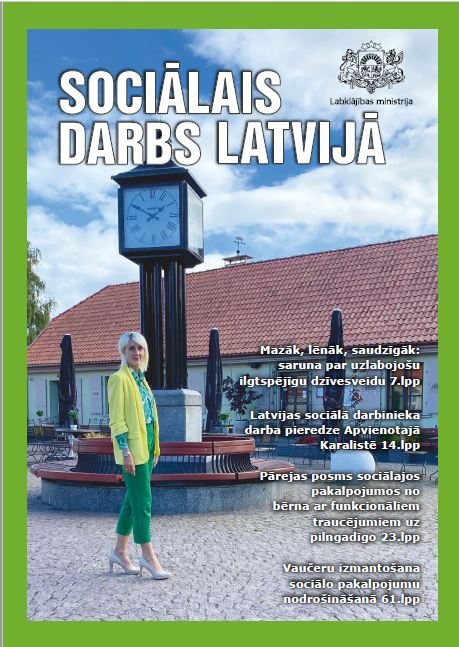 Labklājības ministrija
SOCIĀLAIS
DARBS LATVIJĀ
Mazāk, lēnāk, saudzīgāk:
saruna par uzlabojošu
ilgtspējīgu dzīvesveidu 7.lpp
Latvijas sociālā darbinieka
darba pieredze Apvienotajā
Karalistē 14.lpp
Pārejas posms sociālajos
pakalpojumos no
bērna ar funkcionāliem
traucējumiem uz
pilngadīgo 23.lpp
Vaučeru izmantošana
sociālo pakalpojumu
nodrošināšanā 61.lpp